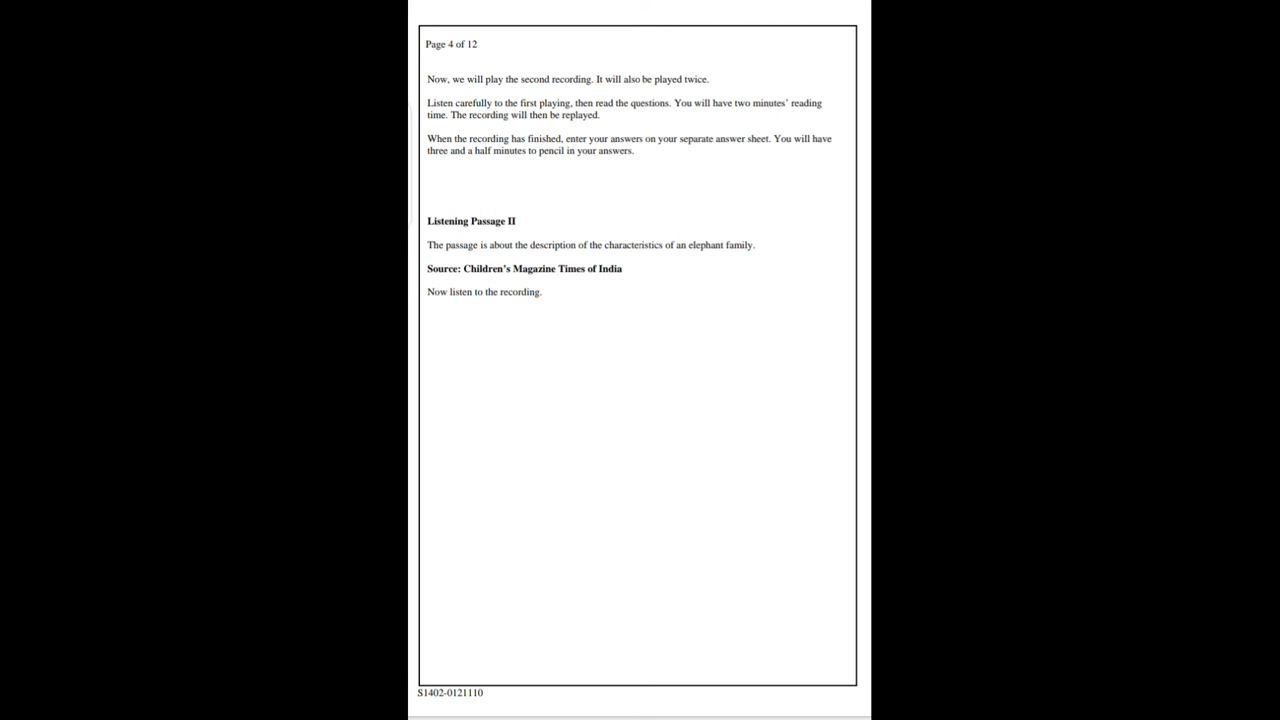 Page 4 of 12
Now, we will play the second recording. It will also be played twice.
Listen carefully to the first playing, then read the questions. You will have two minutes' reading
time. The recording will then be replayed.
When the recording has finished, enter your answers on your separate answer sheet. You will have
three and a half minutes to pencil in your answers.
Listening Passage II
The passage is about the description of the characteristics of an elephant family.
Source: Children's Magazine Times of India
Now listen to the recording.
S1402-0121110